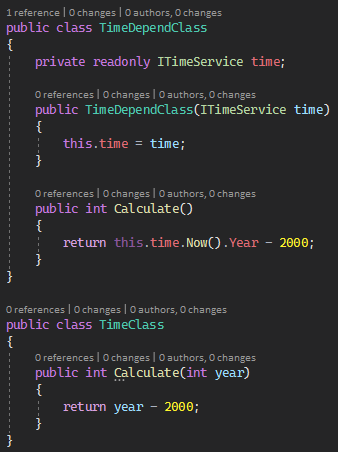 1 reference | 0 changes | 0 authors, 0 changes
public class TimeDependClass
{
private readonly ITimeService time;
0 references | 0 changes | 0 authors, 0 changes
public TimeDependClass(ITimeService time)
{
this.time = time;
}
0 references | 0 changes | 0 authors, 0 changes
public int Calculate()
{
return this.time.Now().Year - 2000;
}
}
0 references | 0 changes | 0 authors, 0 changes
public class TimeClass
{
0 references | 0 changes | 0 authors, 0 changes
public int Calculate(int year)
{
return year - 2000;
}
}